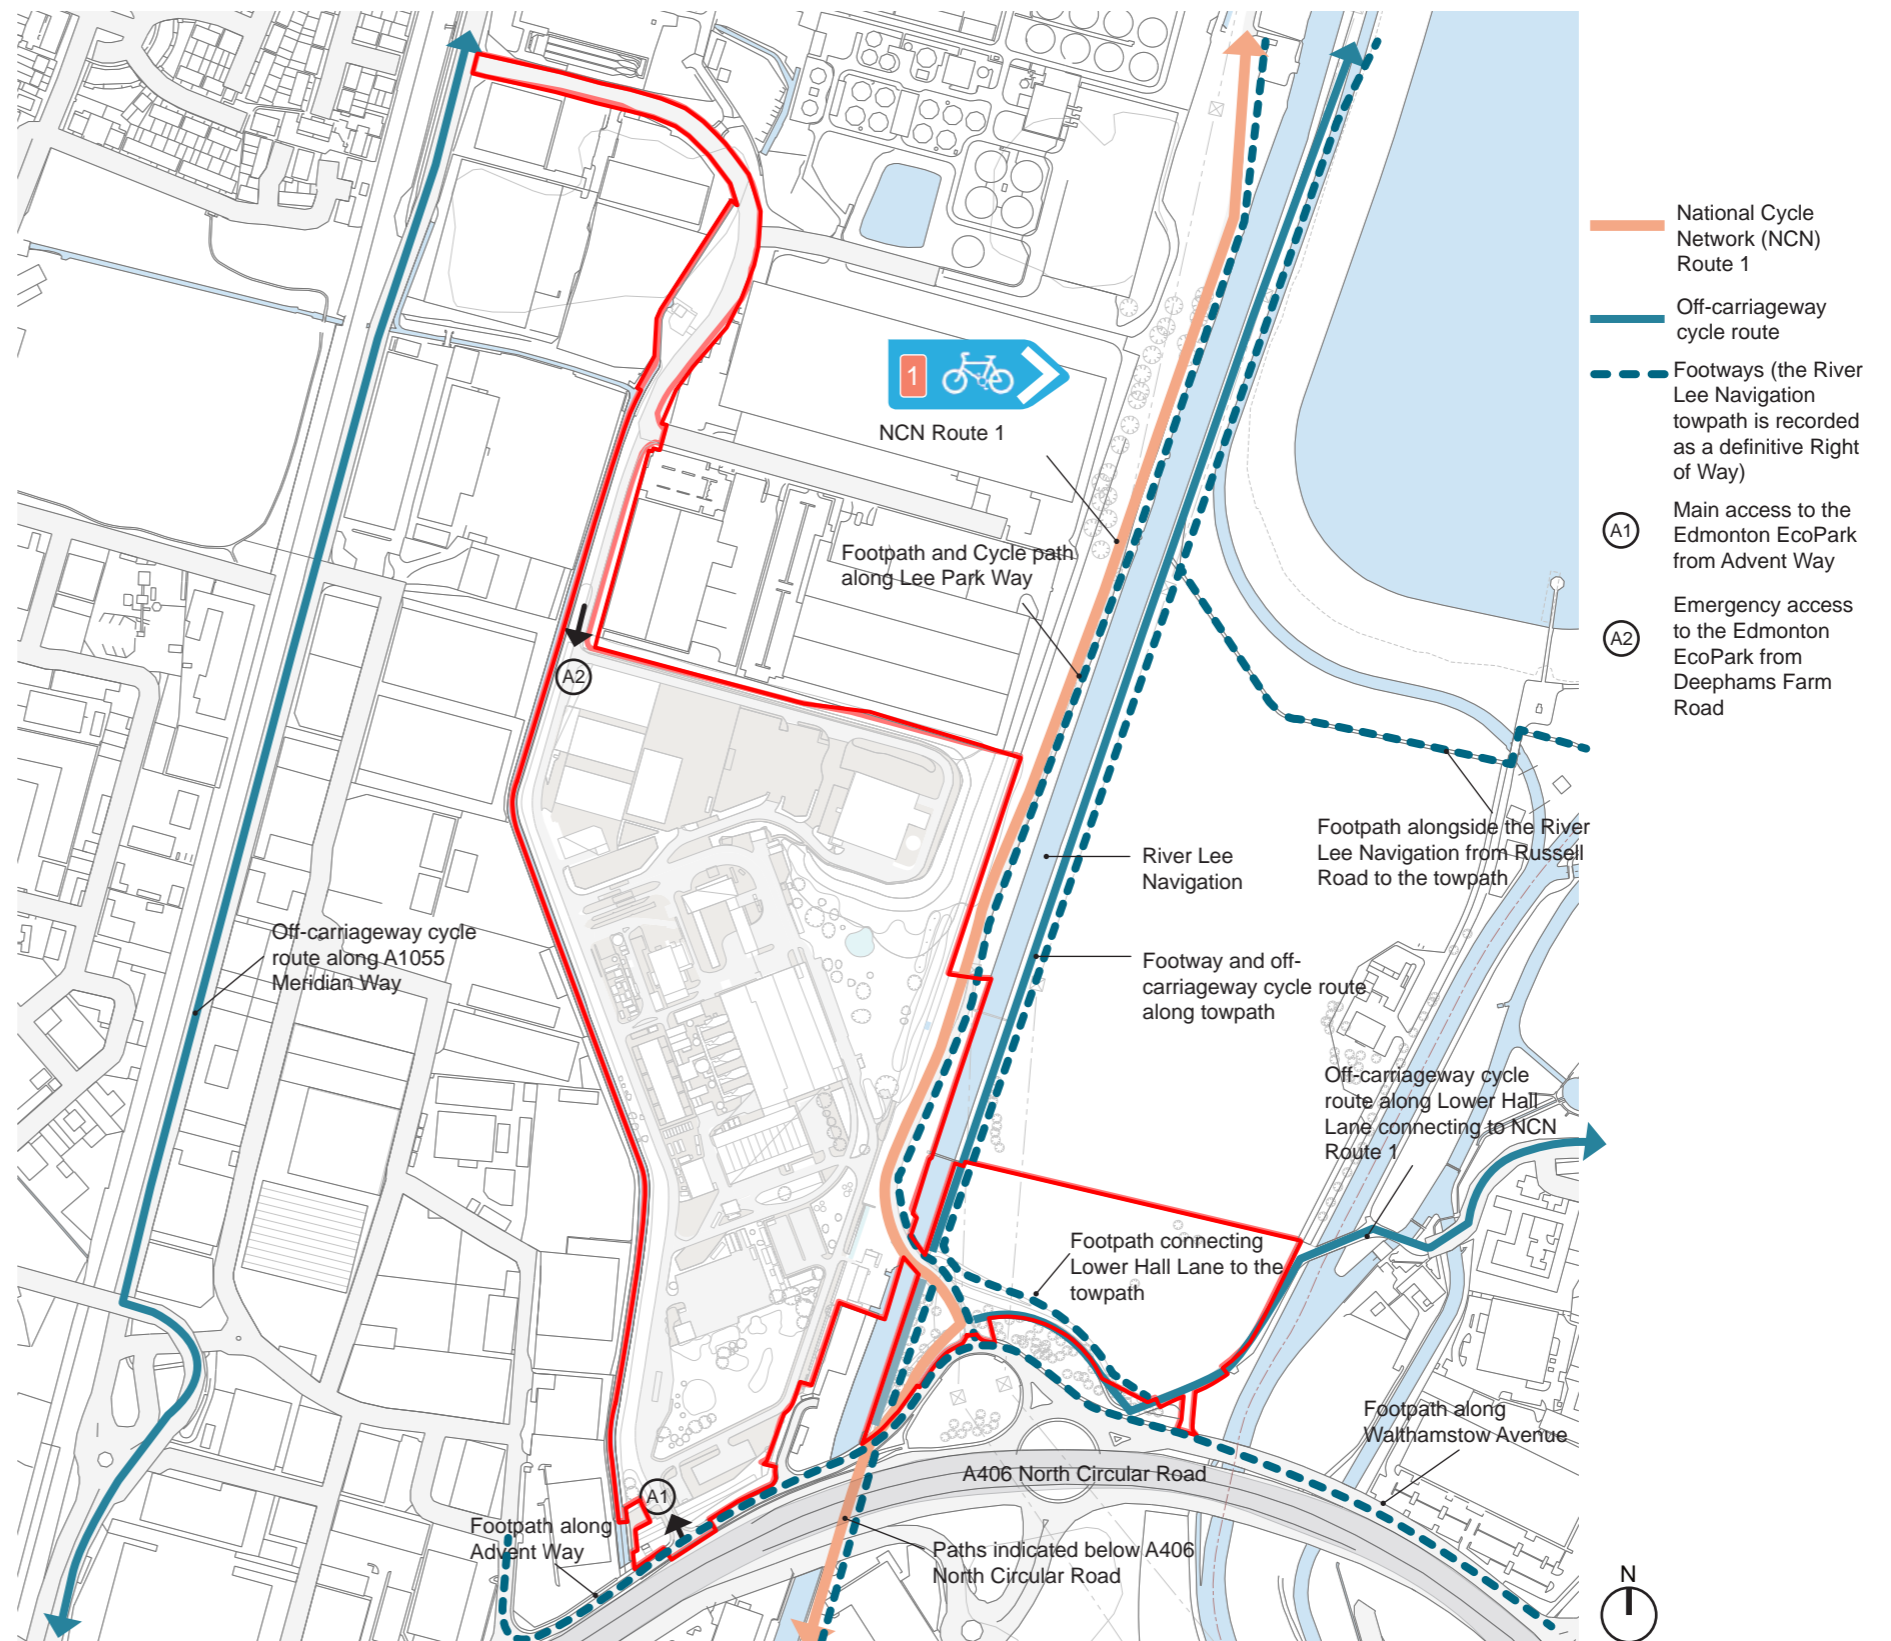 National Cycle
Network (NCN)
Route 1
Off-carriageway
cycle route
Footways (the River
Lee Navigation
towpath is recorded
as a definitive Right
of Way)
A1
Main access to the
Edmonton EcoPark
from Advent Way
A2
Emergency access
to the Edmonton
EcoPark from
Deephams Farm
Road
1
NCN Route 1
Footpath and Cycle path
along Lee Park Way
A2
River Lee
Navigation
Footpath alongside the River
Lee Navigation from Russell
Road to the towpath
Off-carriageway cycle
route along A1055
Meridian Way
Footway and off-
carriageway cycle route
along towpath
Off-carriageway cycle
route along Lower Hall
Lane connecting to NCN
Route 1
Footpath connecting
Lower Hall Lane to the
towpath
Footpath along
Walthamstow Avenue
A406 North Circular Road
A1
Footpath along
Advent Way
Paths indicated below A406
North Circular Road
N